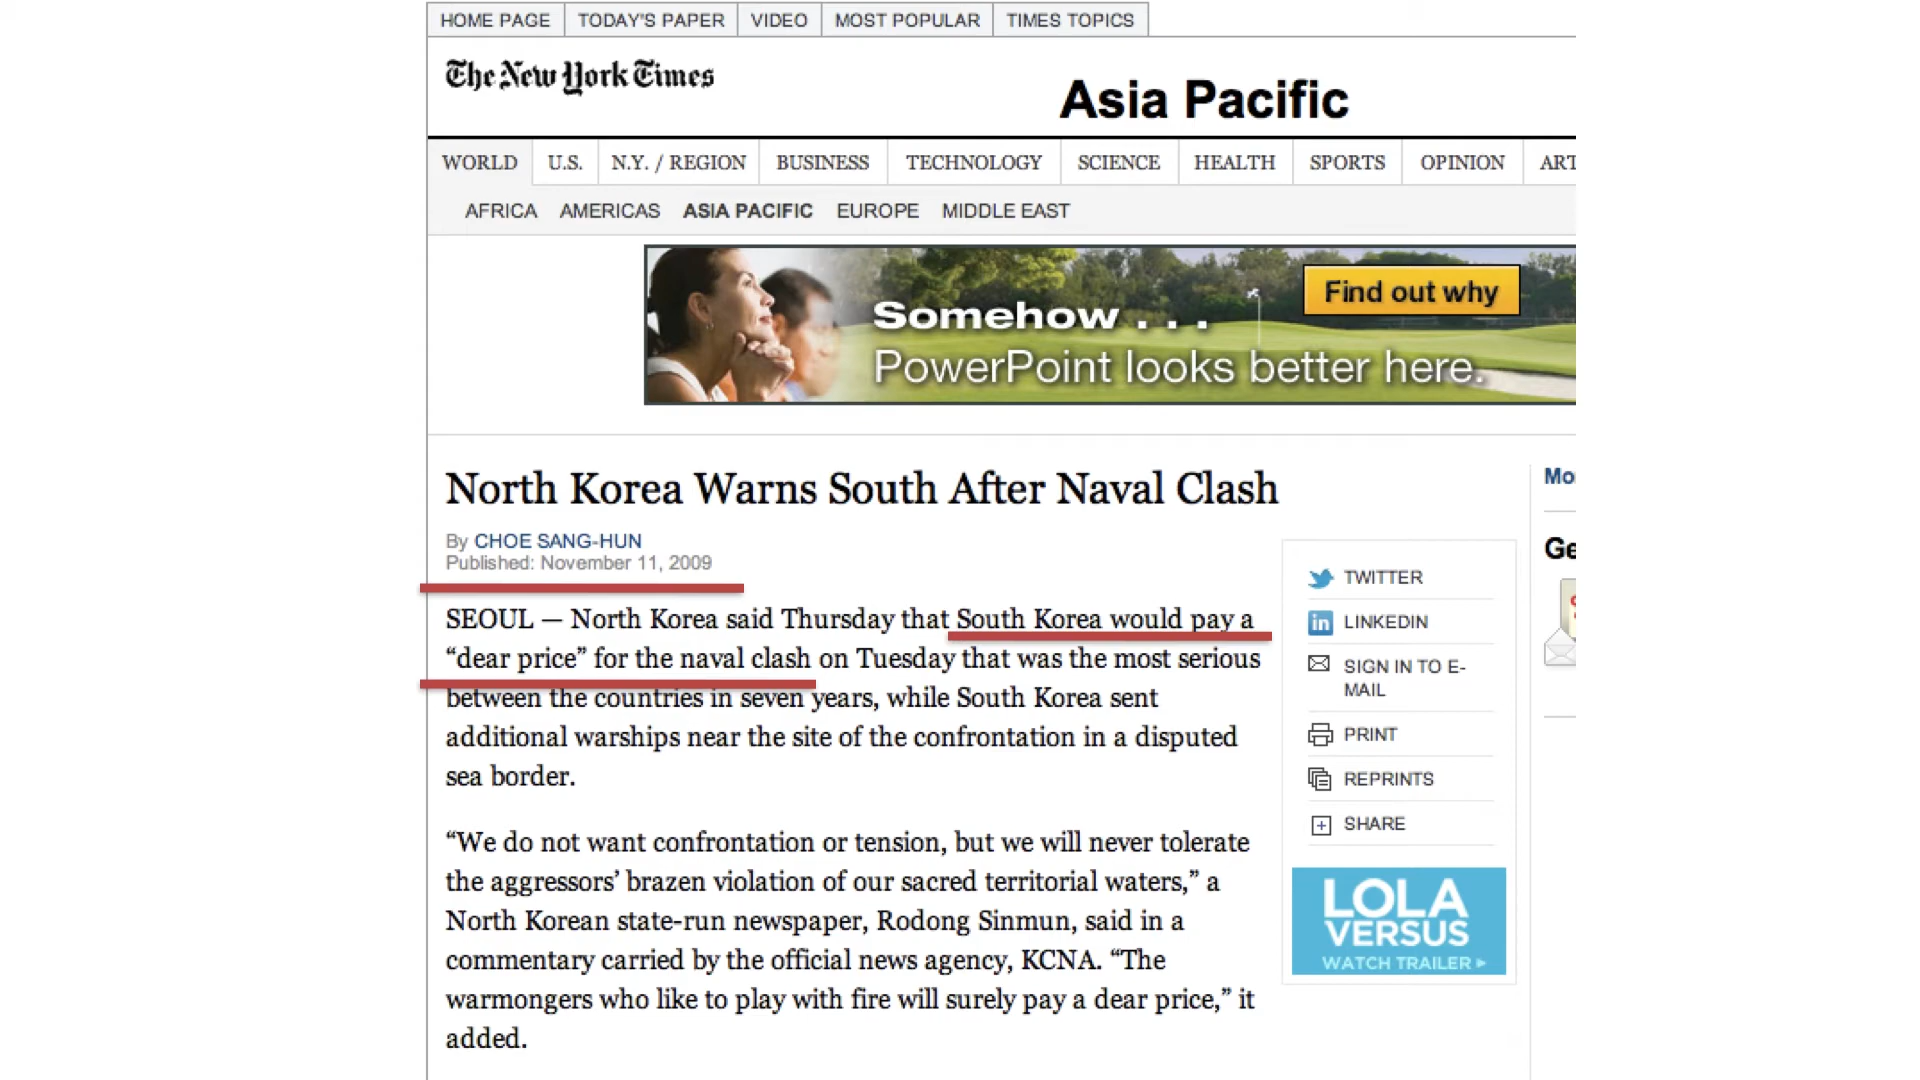 HOME PAGE TODAY'S PAPER VIDEO MOST POPULAR TIMES TOPICS
The New York Times
Asia Pacific
WORLD U.S. N.Y. / REGION BUSINESS TECHNOLOGY SCIENCE HEALTH SPORTS OPINION
AFRICA AMERICAS ASIA PACIFIC EUROPE MIDDLE EAST
Find out why
Somehow . . .
PowerPoint looks better here.
North Korea Warns South After Naval Clash
By CHOE SANG-HUN
Published: November 11, 2009
SEOUL — North Korea said Thursday that South Korea would pay a
“dear price” for the naval clash on Tuesday that was the most serious
between the countries in seven years, while South Korea sent
additional warships near the site of the confrontation in a disputed
sea border.
“We do not want confrontation or tension, but we will never tolerate
the aggressors’ brazen violation of our sacred territorial waters,” a
North Korean state-run newspaper, Rodong Sinmun, said in a
commentary carried by the official news agency, KCNA. “The
warmongers who like to play with fire will surely pay a dear price,” it
added.
TWITTER
in LINKEDIN
SIGN IN TO E-
MAIL
PRINT
REPRINTS
SHARE
LOLA
VERSUS
WATCH TRAILER